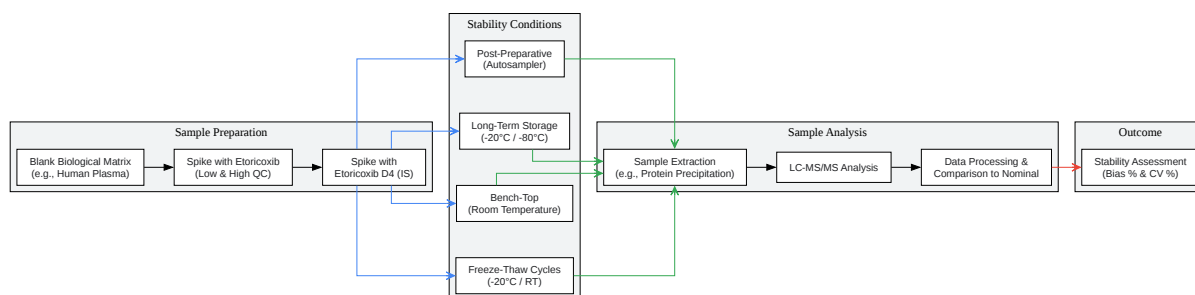 Sample Preparation
Blank Biological Matrix
(e.g., Human Plasma)
Spike with Etoricoxib
(Low & High QC)
Spike with
Etoricoxib D4 (IS)
Stability Conditions
Post-Preparative
(Autosampler)
Long-Term Storage
(-20°C / -80°C)
Bench-Top
(Room Temperature)
Freeze-Thaw Cycles
(-20°C / RT)
Sample Analysis
Sample Extraction
(e.g., Protein Precipitation)
LC-MS/MS Analysis
Data Processing &
Comparison to Nominal
Outcome
Stability Assessment
(Bias % & CV %)